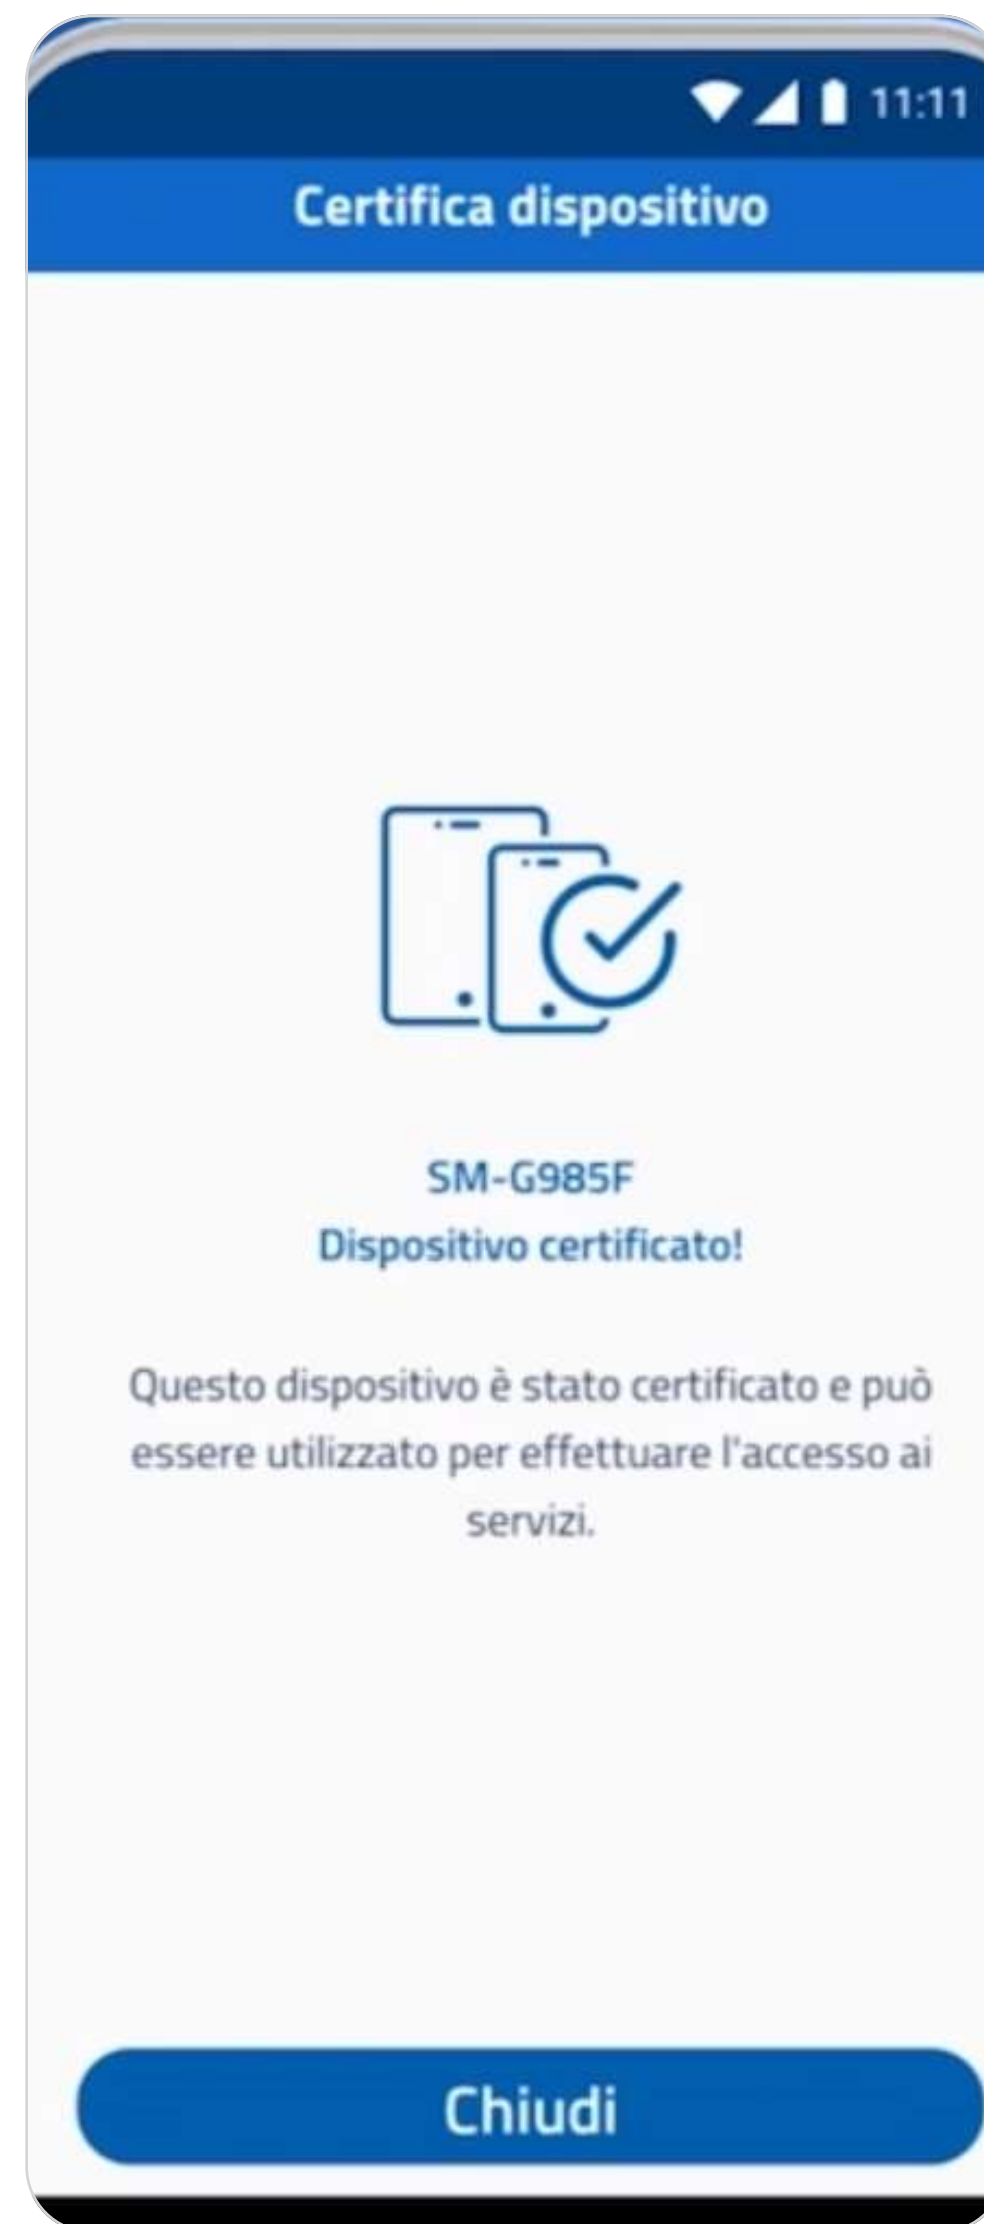 11:11
Certifica dispositivo
SM-G985F
Dispositivo certificato!
Questo dispositivo è stato certificato e può
essere utilizzato per effettuare l'accesso ai
servizi.
Chiudi